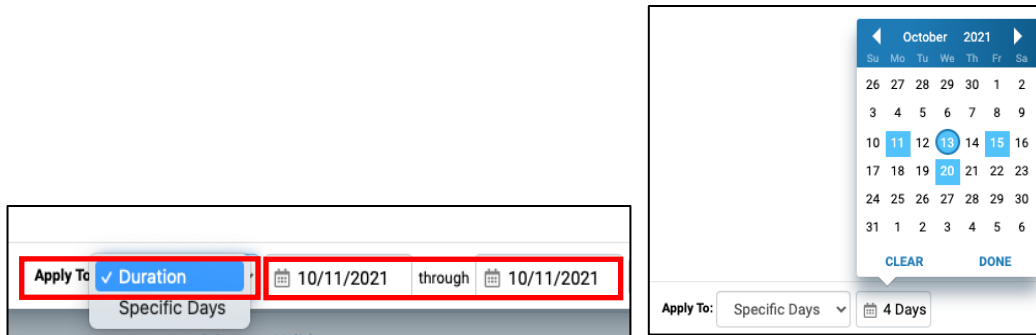 Apply To
✓ Duration
10/11/2021 through 10/11/2021
Specific Days
October 2021
Su Mo Tu We Th Fr Sa
26 27 28 29 30 1 2
3 4 5 6 7 8 9
10 11 12 13 14 15 16
17 18 19 20 21 22 23
24 25 26 27 28 29 30
31 1 2 3 4 5 6
CLEAR DONE
Apply To: Specific Days 4 Days